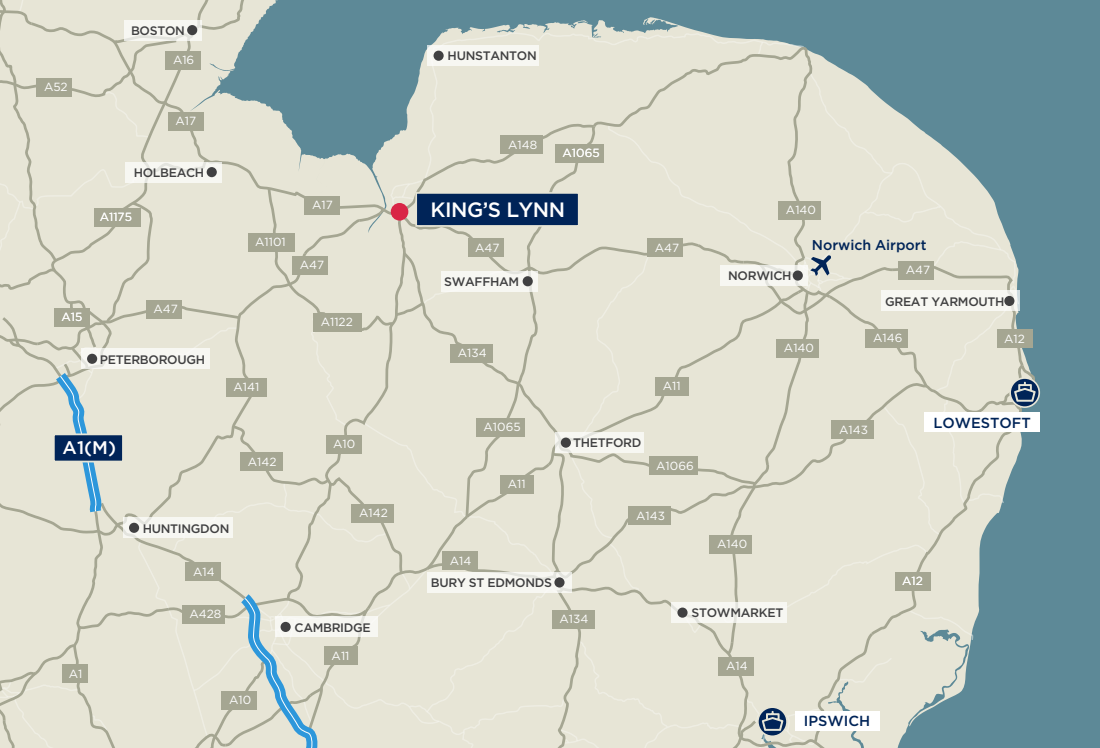 BOSTON
HUNSTANTON
A16
A52
A17
A148
A1065
HOLBEACH
A17
KING'S LYNN
A140
A1175
A1101
A47
A47
Norwich Airport
A47
A47
NORWICH
SWAFFHAM
GREAT YARMOUTH
A47
A15
A1122
A12
A146
A140
A134
PETERBOROUGH
A141
A11
LOWESTOFT
A1065
A143
A10
THETFORD
A1(M)
A142
A1066
A11
A142
A143
HUNTINGDON
A140
A14
A14
BURY ST EDMONDS
A12
A428
STOWMARKET
A134
CAMBRIDGE
A11
A14
A1
A10
IPSWICH